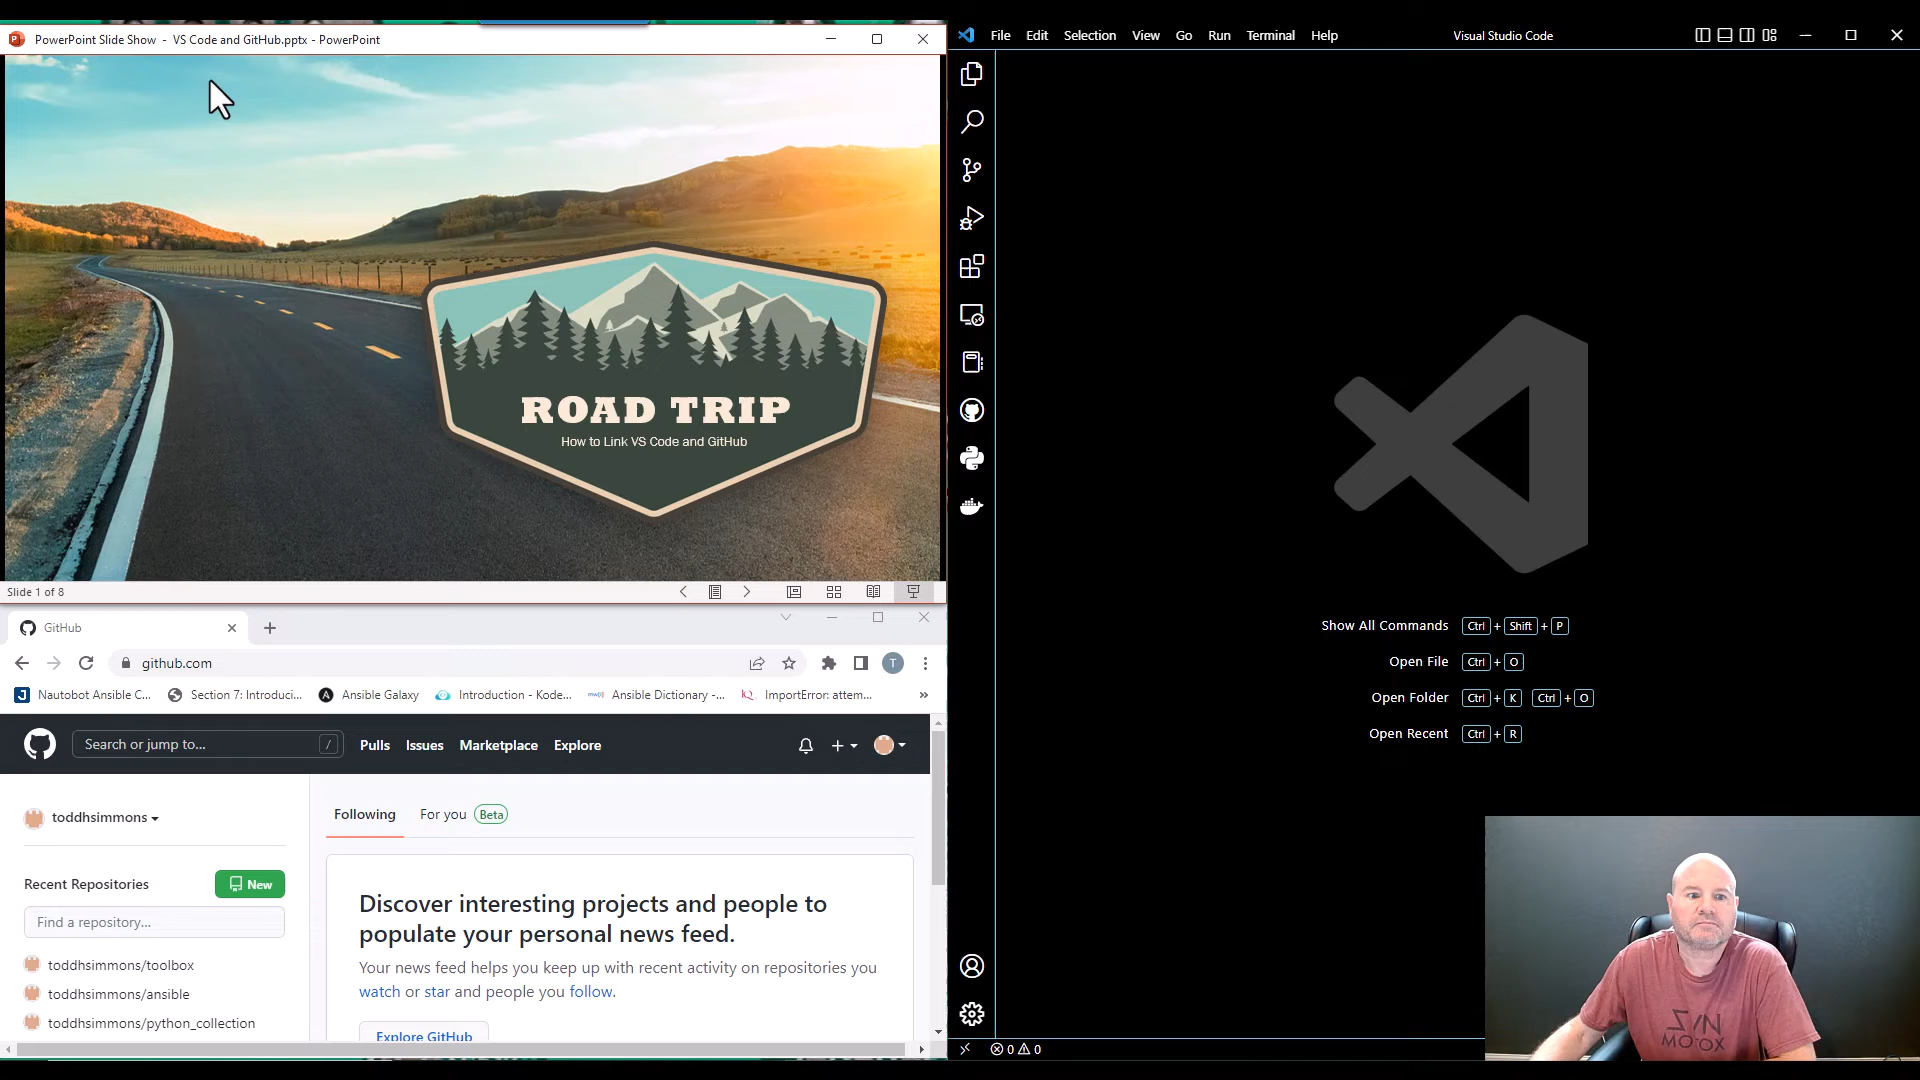 PowerPoint Slide Show - VS Code and GitHub.pptx - PowerPoint
ROAD TRIP
How to Link VS Code and GitHub
Slide 1 of 8
GitHub
github.com
T
Nautobot Ansible C...
Section 7: Introduci...
Ansible Galaxy
Introduction - Kode...
Ansible Dictionary -...
ImportError: attem...
»
Search or jump to...
/
Pulls
Issues
Marketplace
Explore
toddhsimmons
Recent Repositories
New
Find a repository...
toddhsimmons/toolbox
toddhsimmons/ansible
toddhsimmons/python_collection
Following
For you Beta
Discover interesting projects and people to
populate your personal news feed.
Your news feed helps you keep up with recent activity on repositories you
watch or star and people you follow.
Explore GitHub
File Edit Selection View Go Run Terminal Help
Visual Studio Code
Show All Commands Ctrl + Shift + P
Open File Ctrl + O
Open Folder Ctrl + K Ctrl + O
Open Recent Ctrl + R
0 0